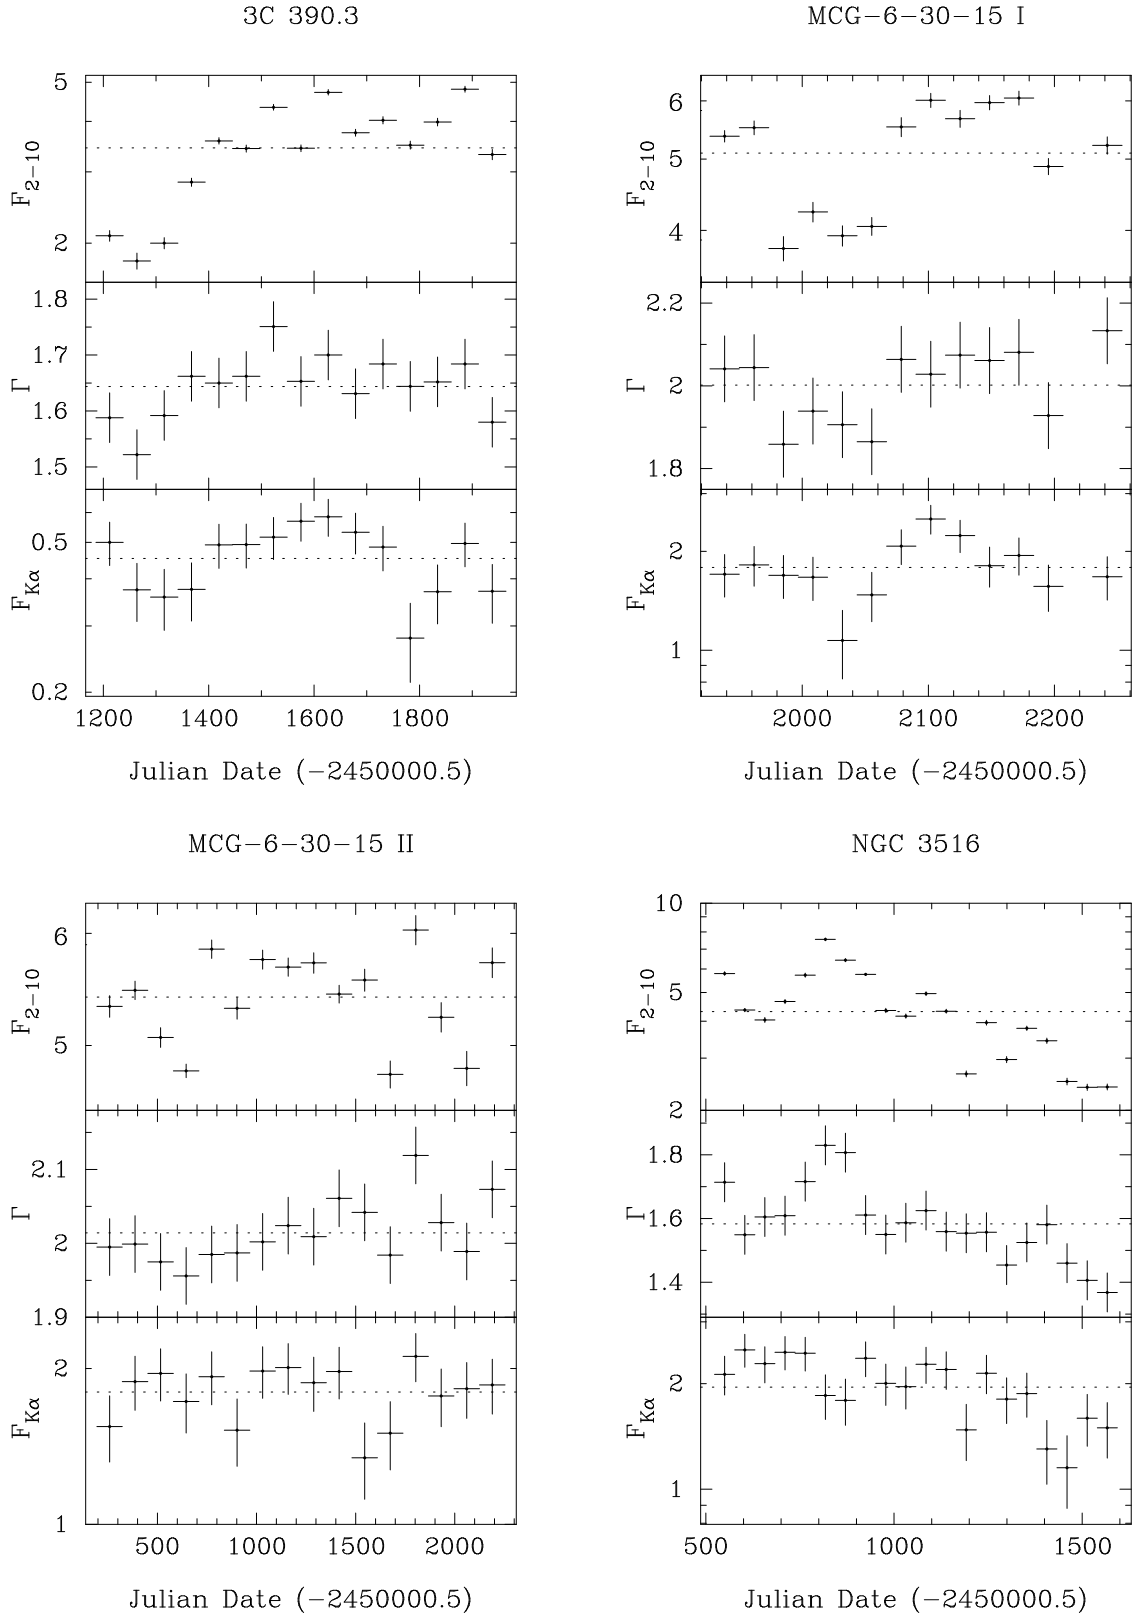 3C 390.3
5
2
F2−10
1.8
1.7
1.6
1.5
Γ
0.5
0.2
FKα
1200 1400 1600 1800
Julian Date (−2450000.5)
MCG−6−30−15 I
6
5
4
F2−10
2.2
2
1.8
Γ
2
1
FKα
2000 2100 2200
Julian Date (−2450000.5)
MCG−6−30−15 II
6
5
F2−10
2.1
2
1.9
Γ
2
1
FKα
500 1000 1500 2000
Julian Date (−2450000.5)
NGC 3516
10
5
2
F2−10
1.8
1.6
1.4
Γ
2
1
FKα
500 1000 1500
Julian Date (−2450000.5)